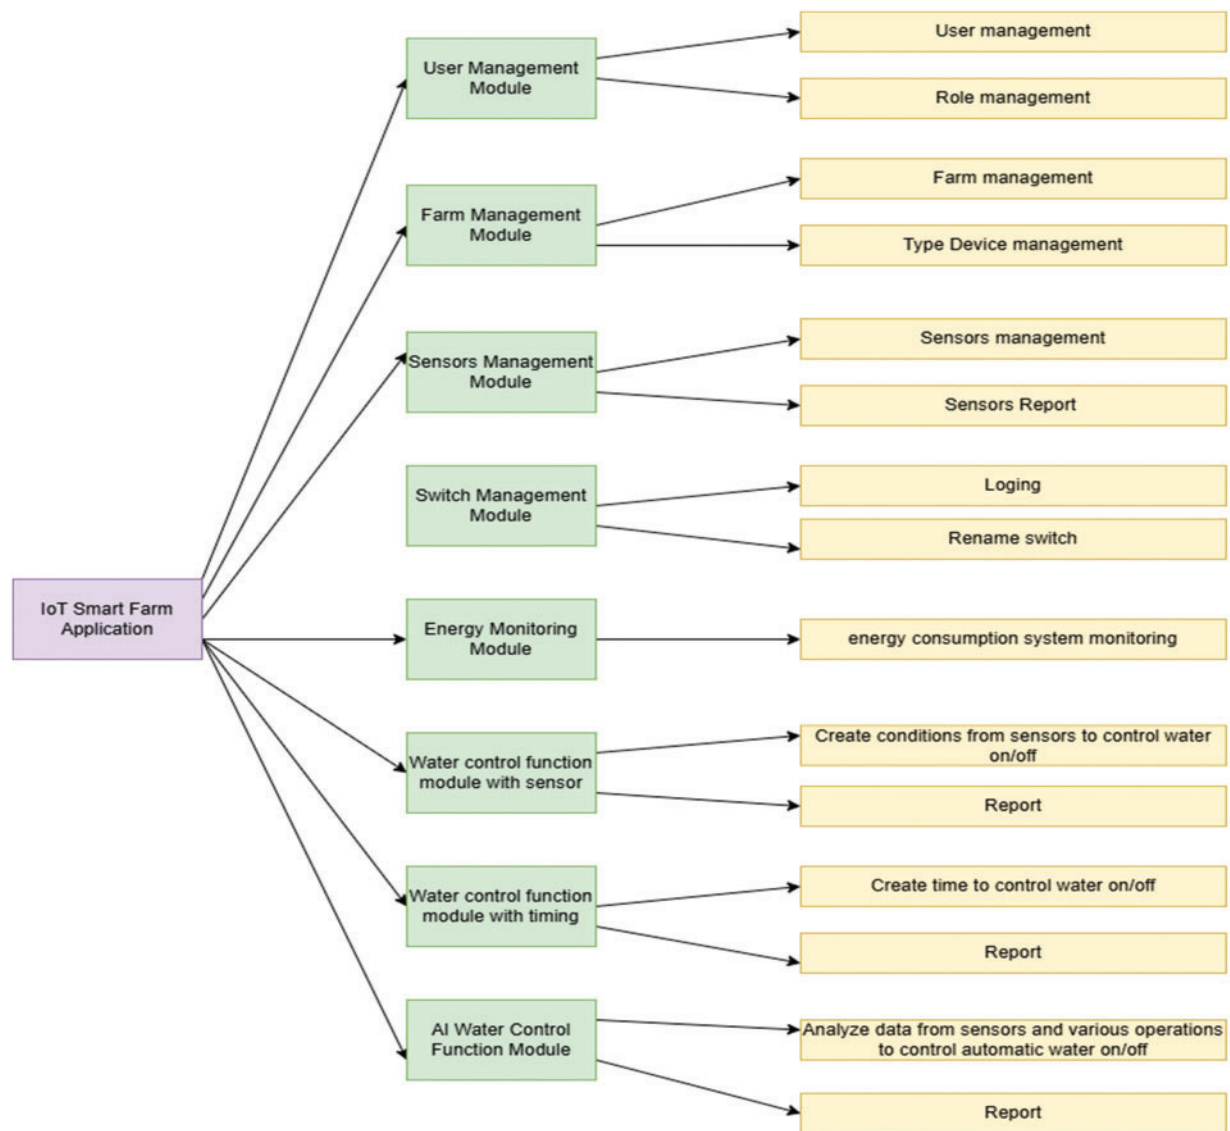 IoT Smart Farm
Application
User Management
Module
User management
Role management
Farm Management
Module
Farm management
Type Device management
Sensors Management
Module
Sensors management
Sensors Report
Switch Management
Module
Loging
Rename switch
Energy Monitoring
Module
energy consumption system monitoring
Water control function
module with sensor
Create conditions from sensors to control water
on/off
Report
Water control function
module with timing
Create time to control water on/off
Report
AI Water Control
Function Module
Analyze data from sensors and various operations
to control automatic water on/off
Report